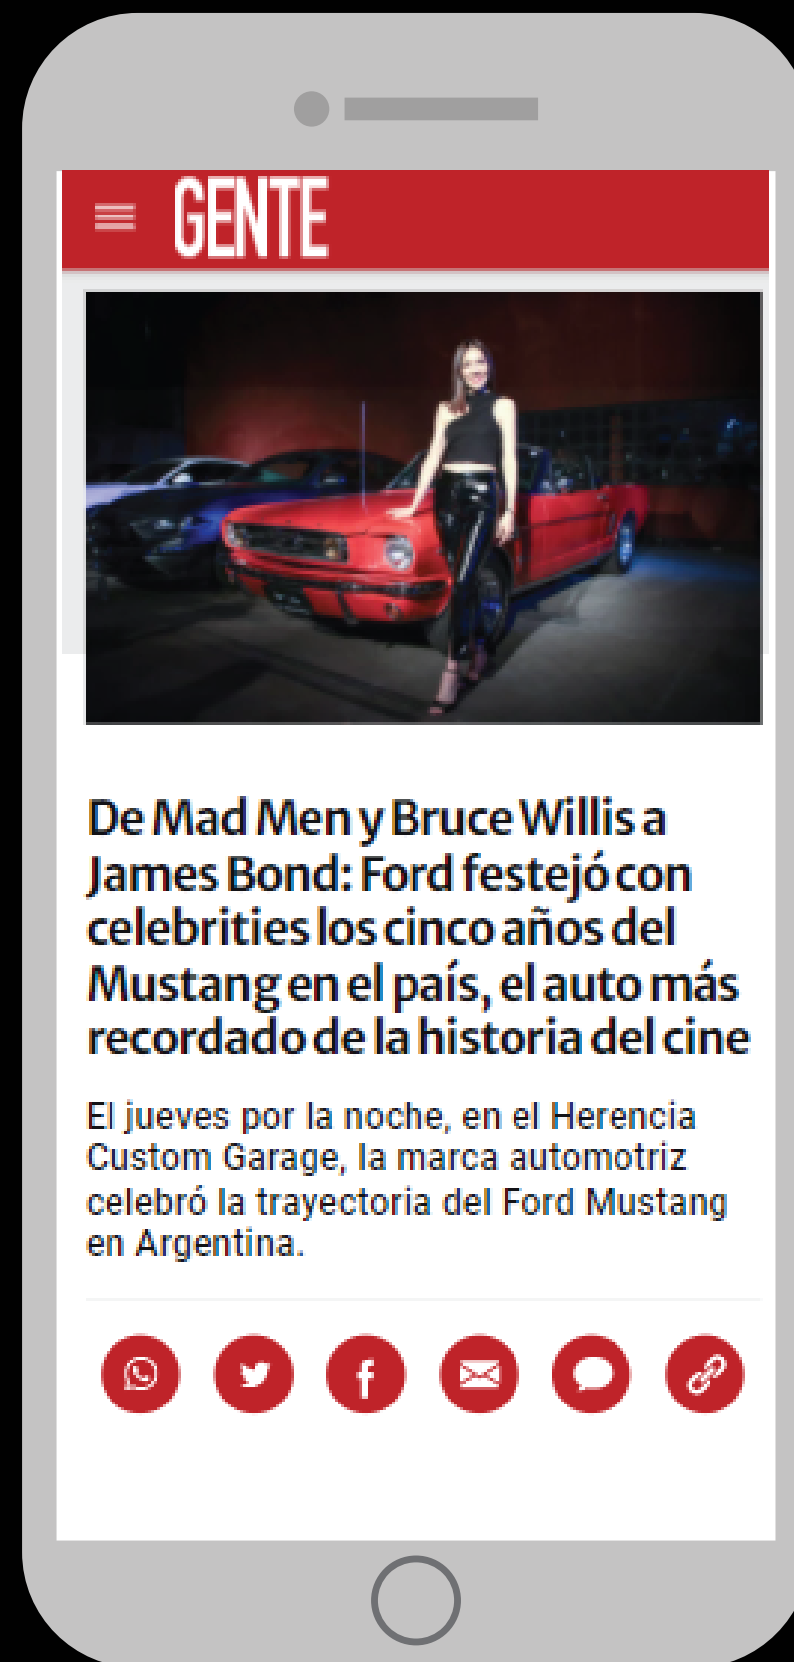 GENTE
De Mad Men y Bruce Willis a
James Bond: Ford festejó con
celebrities los cinco años del
Mustang en el país, el auto más
recordado de la historia del cine
El jueves por la noche, en el Herencia
Custom Garage, la marca automotriz
celebró la trayectoria del Ford Mustang
en Argentina.